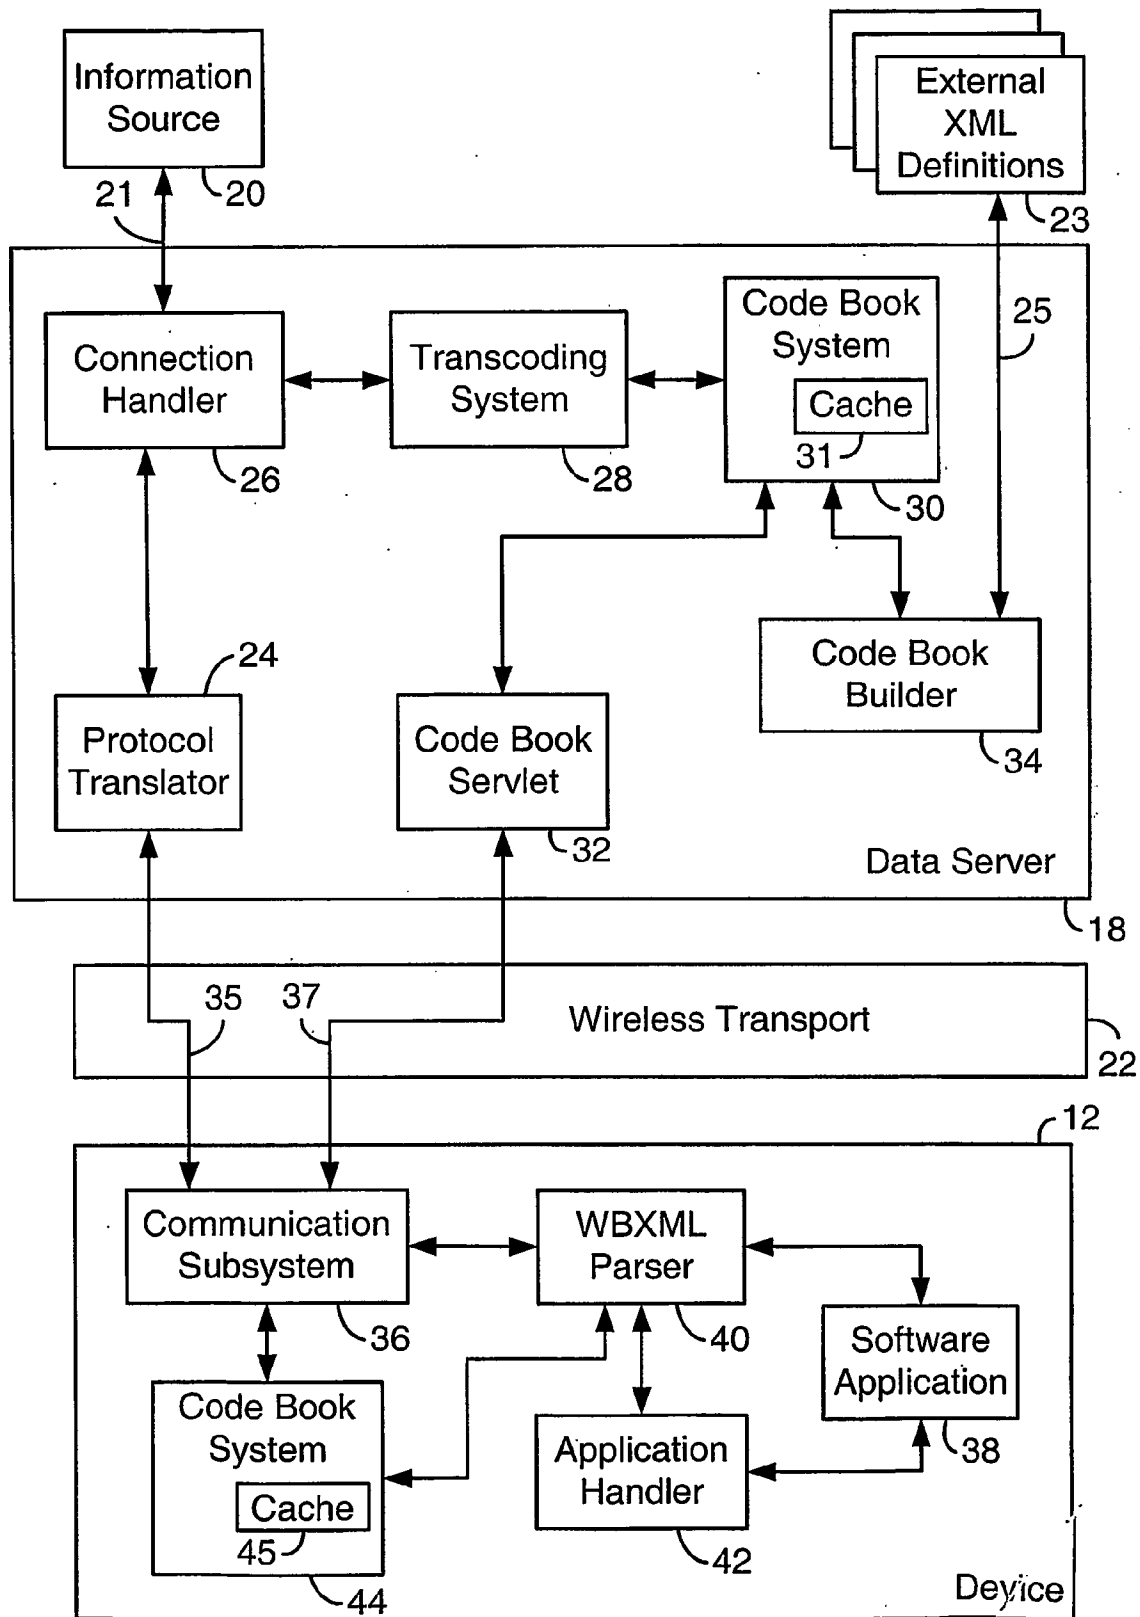 Information
Source
20
21
External
XML
Definitions
23
25
Connection
Handler
26
Transcoding
System
28
Code Book
System
Cache
31
30
24
Protocol
Translator
Code Book
Servlet
32
Code Book
Builder
34
Data Server
18
35
37
Wireless Transport
22
12
Communication
Subsystem
36
WBXML
Parser
40
Software
Application
38
Code Book
System
Cache
45
44
Application
Handler
42
Device